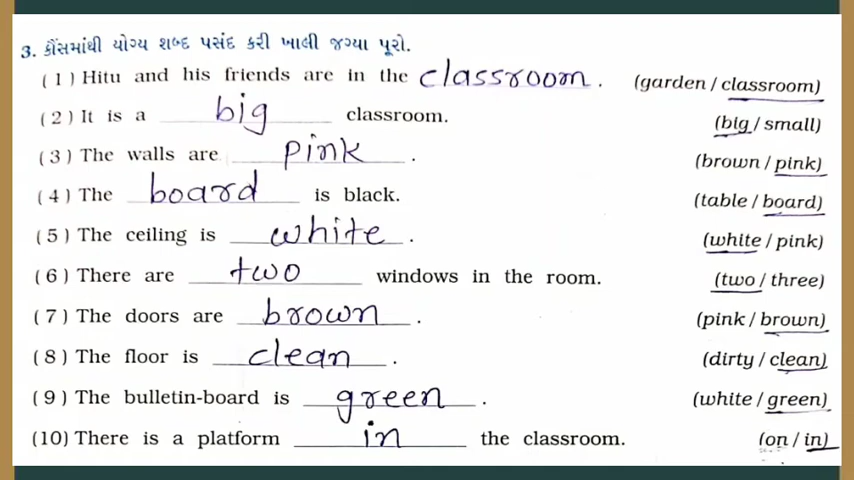 3. કૌંસમાંથી યોગ્ય શબ્દ પસંદ કરી ખાલી જગ્યા પૂરો.
(1) Hitu and his friends are in the classroom. (garden / classroom)
(2) It is a big classroom. (big / small)
(3) The walls are pink. (brown / pink)
(4) The board is black. (table / board)
(5) The ceiling is white. (white / pink)
(6) There are two windows in the room. (two / three)
(7) The doors are brown. (pink / brown)
(8) The floor is clean. (dirty / clean)
(9) The bulletin-board is green. (white / green)
(10) There is a platform in the classroom. (on / in)